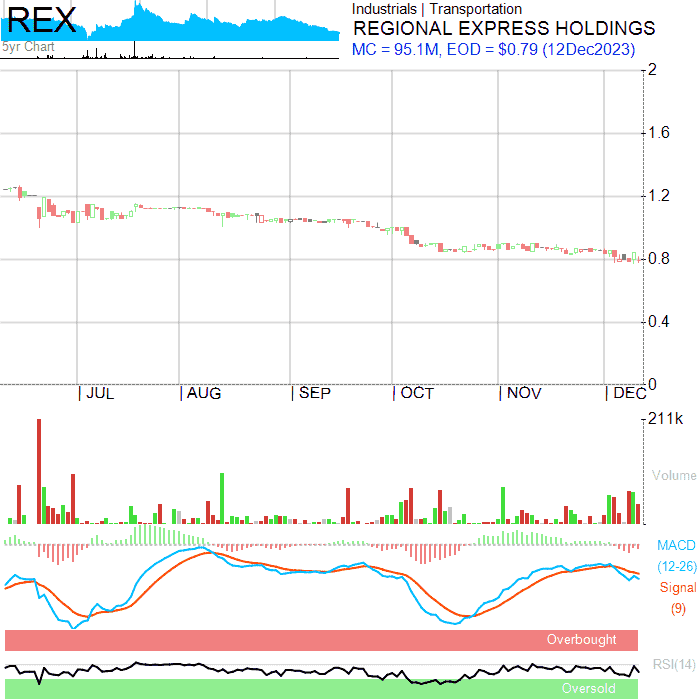 REX
5yr Chart
Industrials | Transportation
REGIONAL EXPRESS HOLDINGS
MC = 95.1M, EOD = $0.79 (12Dec2023)
2
1.6
1.2
0.8
0.4
0
| JUL | AUG | SEP | OCT | NOV | DEC
211k
Volume
MACD
(12-26)
Signal
(9)
Overbought
RSI(14)
Oversold